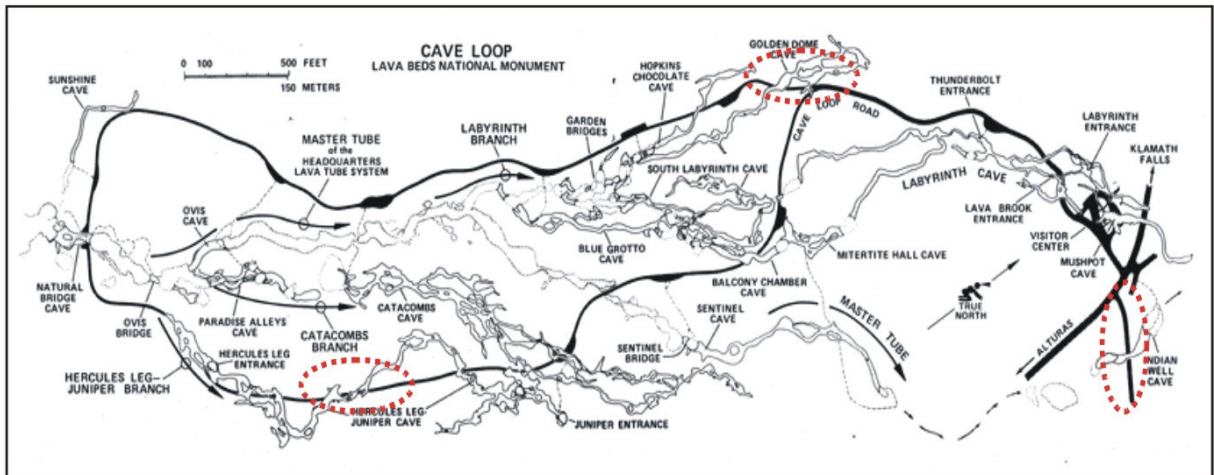 CAVE LOOP
LAVA BEDS NATIONAL MONUMENT
0 100 500 FEET
150 METERS
SUNSHINE
CAVE
MASTER TUBE
of the
HEADQUARTERS
LAVA TUBE SYSTEM
LABYRINTH
BRANCH
GARDEN
BRIDGES
HOPKINS
CHOCOLATE
CAVE
GOLDEN DOME
CAVE
CAVE LOOP ROAD
THUNDERBOLT
ENTRANCE
LABYRINTH
ENTRANCE
KLAMATH
FALLS
SOUTH LABYRINTH CAVE
LABYRINTH CAVE
LAVA BROOK
ENTRANCE
VISITOR
CENTER
MUSHPOT
CAVE
OVIS
CAVE
BLUE GROTTO
CAVE
MITERTITE HALL CAVE
BALCONY CHAMBER
CAVE
NATURAL
BRIDGE
CAVE
OVIS
BRIDGE
PARADISE ALLEYS
CAVE
CATACOMBS
CAVE
CATACOMBS
BRANCH
SENTINEL
CAVE
MASTER TUBE
TRUE
NORTH
HERCULES LEG
ENTRANCE
HERCULES LEG-
JUNIPER BRANCH
SENTINEL
BRIDGE
ALTURAS
INDIAN
WELL
CAVE
HERCULES LEG-
JUNIPER CAVE
JUNIPER ENTRANCE